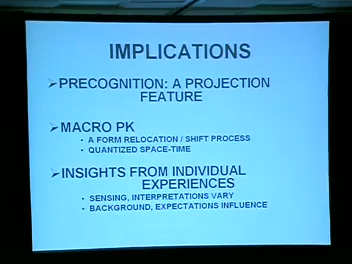 IMPLICATIONS
➢PRECOGNITION: A PROJECTION
FEATURE
➢MACRO PK
• A FORM RELOCATION / SHIFT PROCESS
• QUANTIZED SPACE-TIME
➢INSIGHTS FROM INDIVIDUAL
EXPERIENCES
• SENSING, INTERPRETATIONS VARY
• BACKGROUND, EXPECTATIONS INFLUENCE